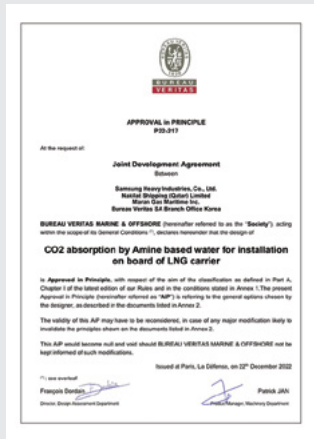 BUREAU
VERITAS
APPROVAL in PRINCIPLE
P22-317
At the request of:
Joint Development Agreement
Between
Samsung Heavy Industries, Co., Ltd.
Nakilat Shipping (Qatar) Limited
Maran Gas Maritime Inc.
Bureau Veritas SA Branch Office Korea
BUREAU VERITAS MARINE & OFFSHORE (hereinafter referred to as the "Society"), acting
within the scope of its General Conditions (*), declares hereunder that the design of
CO2 absorption by Amine based water for installation
on board of LNG carrier
is Approved in Principle, with respect of the aim of the classification as defined in Part A,
Chapter I of the latest edition of our Rules and in the conditions stated in Annex 1.The present
Approval in Principle (hereinafter referred as "AiP") is referring to the general options chosen by
the designer, as described in the documents listed in Annex 2.
The validity of this AiP may have to be reconsidered, in case of any major modification likely to
invalidate the principles shown on the documents listed in Annex 2.
This AiP would become null and void should BUREAU VERITAS MARINE & OFFSHORE not be
kept informed of such modifications.
Issued at Paris, La Défense, on 22th December 2022
(*) : see overleaf
François Dordain
Patrick JAN
Director, Design Assessment Department
Product Manager, Machinery Department